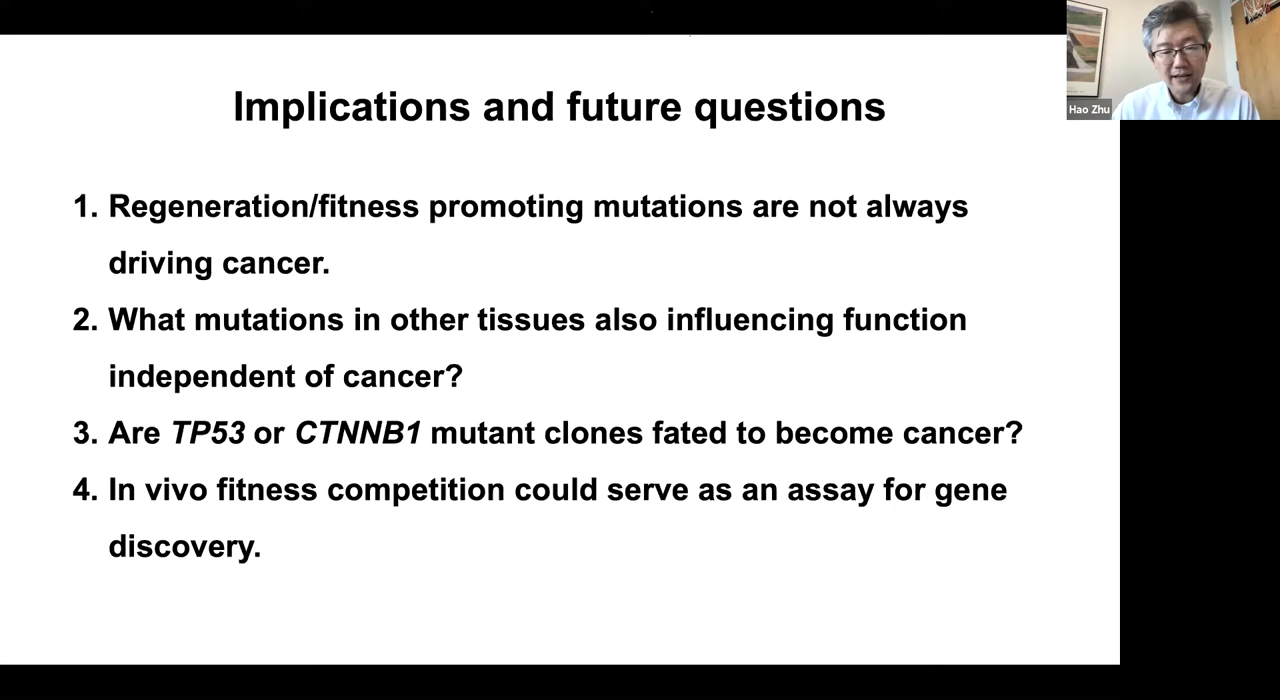 Implications and future questions
Hao Zhu
1. Regeneration/fitness promoting mutations are not always
driving cancer.
2. What mutations in other tissues also influencing function
independent of cancer?
3. Are TP53 or CTNNB1 mutant clones fated to become cancer?
4. In vivo fitness competition could serve as an assay for gene
discovery.